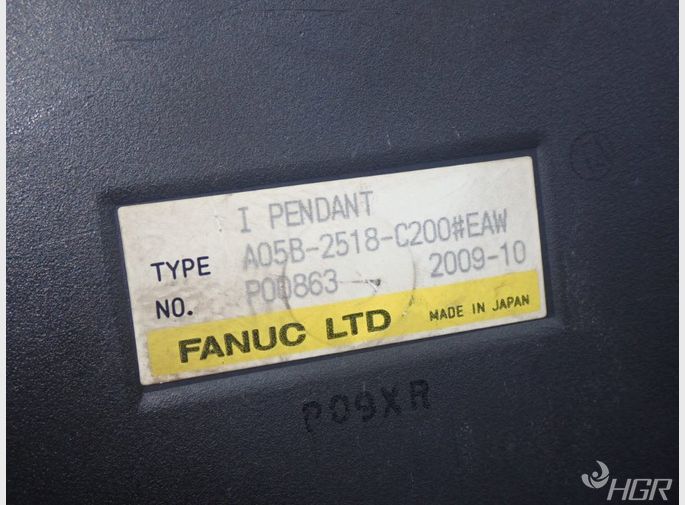 I PENDANT
TYPE A05B-2518-C200#EAW
NO. P00863 2009-10
FANUC LTD MADE IN JAPAN
P09XR
HGR